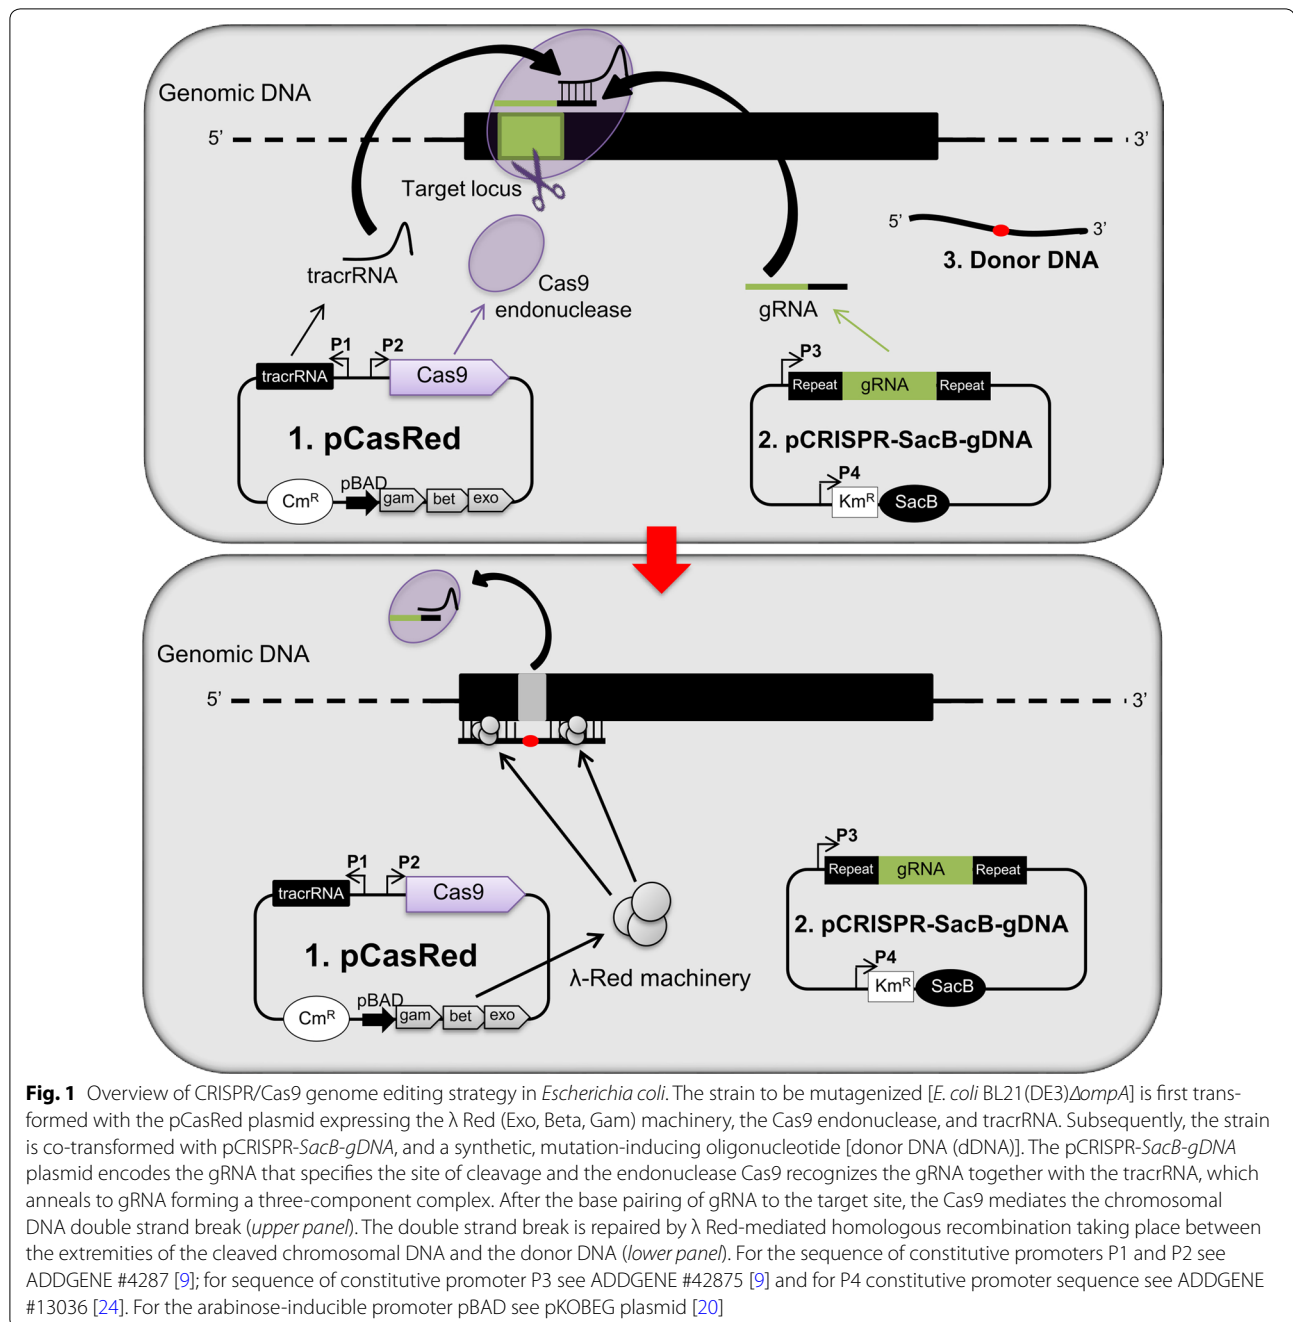 Genomic DNA
5’
3’
Target locus
tracrRNA
Cas9
endonuclease
gRNA
5’
3’
3. Donor DNA
P1
P2
tracrRNA
Cas9
1. pCasRed
CmR
pBAD
gam
bet
exo
P3
Repeat
gRNA
Repeat
2. pCRISPR-SacB-gDNA
P4
KmR
SacB
Genomic DNA
5’
3’
P1
P2
tracrRNA
Cas9
1. pCasRed
CmR
pBAD
gam
bet
exo
λ-Red machinery
P3
Repeat
gRNA
Repeat
2. pCRISPR-SacB-gDNA
P4
KmR
SacB
Fig. 1 Overview of CRISPR/Cas9 genome editing strategy in Escherichia coli. The strain to be mutagenized [E. coli BL21(DE3)ΔompA] is first trans-
formed with the pCasRed plasmid expressing the λ Red (Exo, Beta, Gam) machinery, the Cas9 endonuclease, and tracrRNA. Subsequently, the strain
is co-transformed with pCRISPR-SacB-gDNA, and a synthetic, mutation-inducing oligonucleotide [donor DNA (dDNA)]. The pCRISPR-SacB-gDNA
plasmid encodes the gRNA that specifies the site of cleavage and the endonuclease Cas9 recognizes the gRNA together with the tracrRNA, which
anneals to gRNA forming a three-component complex. After the base pairing of gRNA to the target site, the Cas9 mediates the chromosomal
DNA double strand break (upper panel). The double strand break is repaired by λ Red-mediated homologous recombination taking place between
the extremities of the cleaved chromosomal DNA and the donor DNA (lower panel). For the sequence of constitutive promoters P1 and P2 see
ADDGENE #4287 [9]; for sequence of constitutive promoter P3 see ADDGENE #42875 [9] and for P4 constitutive promoter sequence see ADDGENE
#13036 [24]. For the arabinose-inducible promoter pBAD see pKOBEG plasmid [20]